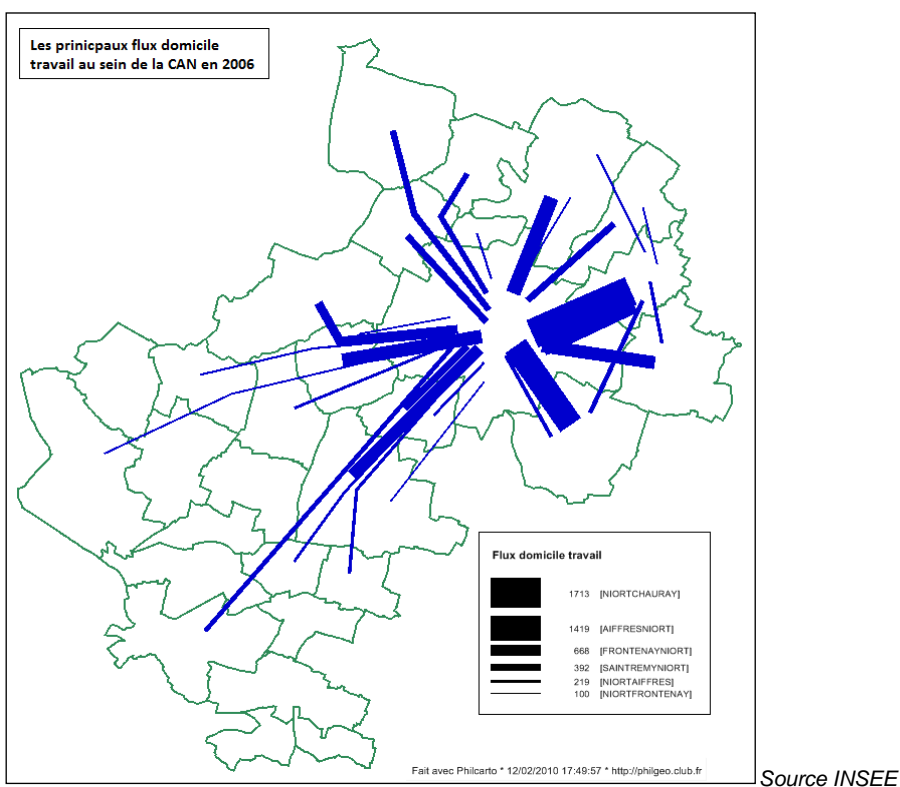 Les prinicpaux flux domicile
travail au sein de la CAN en 2006
Flux domicile travail
1713 [NIORTCHAURAY]
1419 [AIFFRESNIORT]
668 [FRONTENAYNIORT]
392 [SAINTREMYNIORT]
219 [NIORTAIFFRES]
100 [NIORTFRONTENAY]
Fait avec Philcarto * 12/02/2010 17:49:57 * http://philgeo.club.fr
Source INSEE